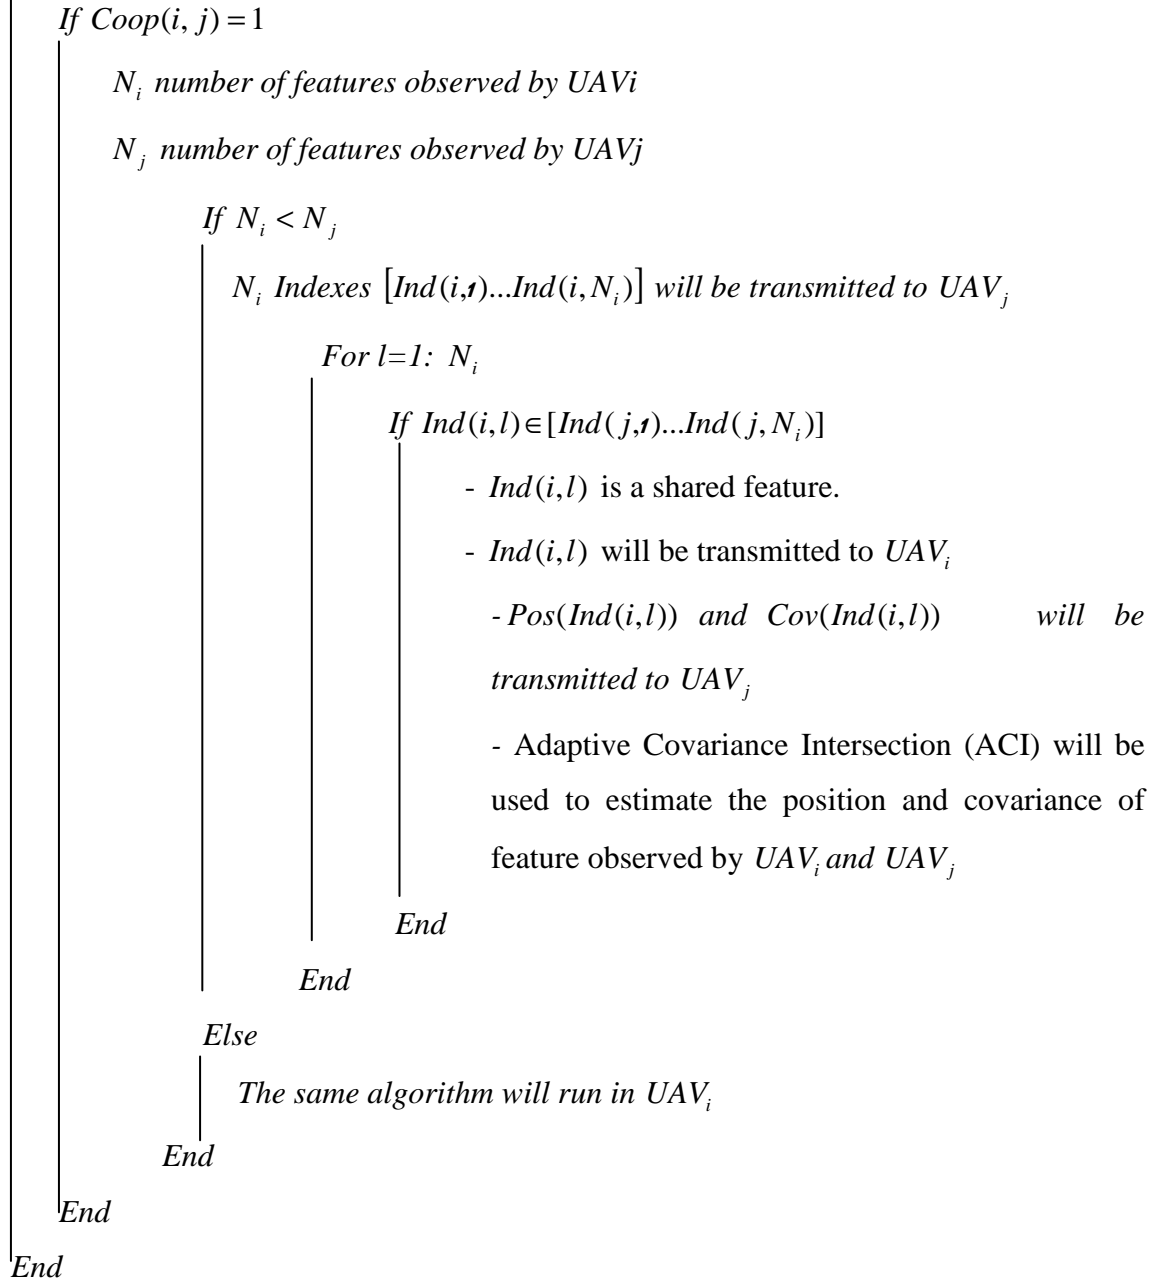 If Coop(i, j) = 1
N_i number of features observed by UAVi
N_j number of features observed by UAVj
If N_i < N_j
N_i Indexes [Ind(i,1)...Ind(i, N_i)] will be transmitted to UAV_j
For l=1: N_i
If Ind(i,l) ∈ [Ind(j,1)...Ind(j, N_i)]
- Ind(i,l) is a shared feature.
- Ind(i,l) will be transmitted to UAV_i
- Pos(Ind(i,l)) and Cov(Ind(i,l)) will be
transmitted to UAV_j
- Adaptive Covariance Intersection (ACI) will be
used to estimate the position and covariance of
feature observed by UAV_i and UAV_j
End
End
Else
The same algorithm will run in UAV_i
End
End
End